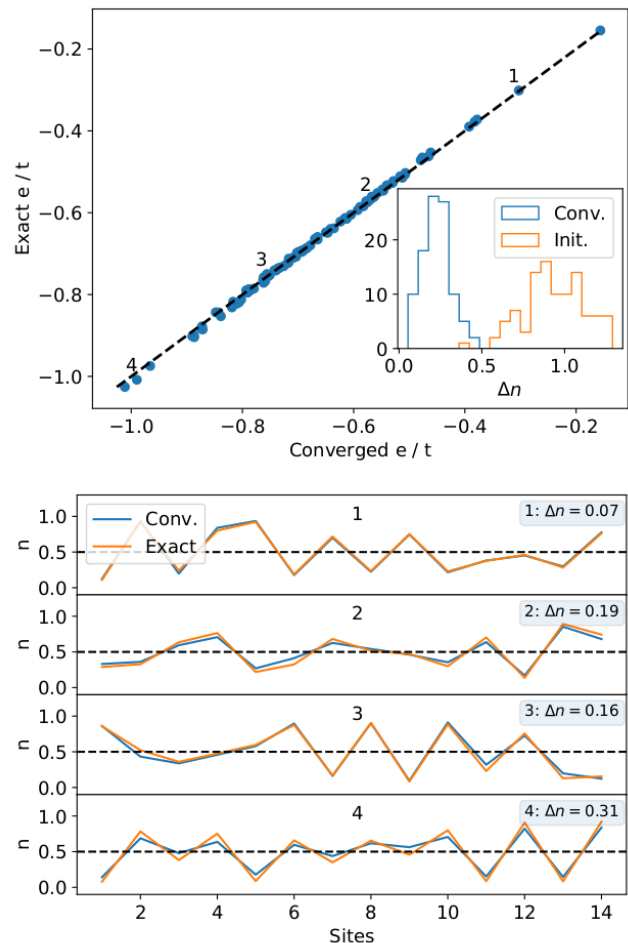 −0.2
−0.4
−0.6
−0.8
−1.0
Exact e / t
1
2
3
4
20
10
0
Conv.
Init.
0.0 0.5 1.0
Δn
−1.0 −0.8 −0.6 −0.4 −0.2
Converged e / t
1.0
0.5
0.0
n
Conv.
Exact
1
1: Δn = 0.07
1.0
0.5
0.0
n
2
2: Δn = 0.19
1.0
0.5
0.0
n
3
3: Δn = 0.16
1.0
0.5
0.0
n
4
4: Δn = 0.31
2 4 6 8 10 12 14
Sites